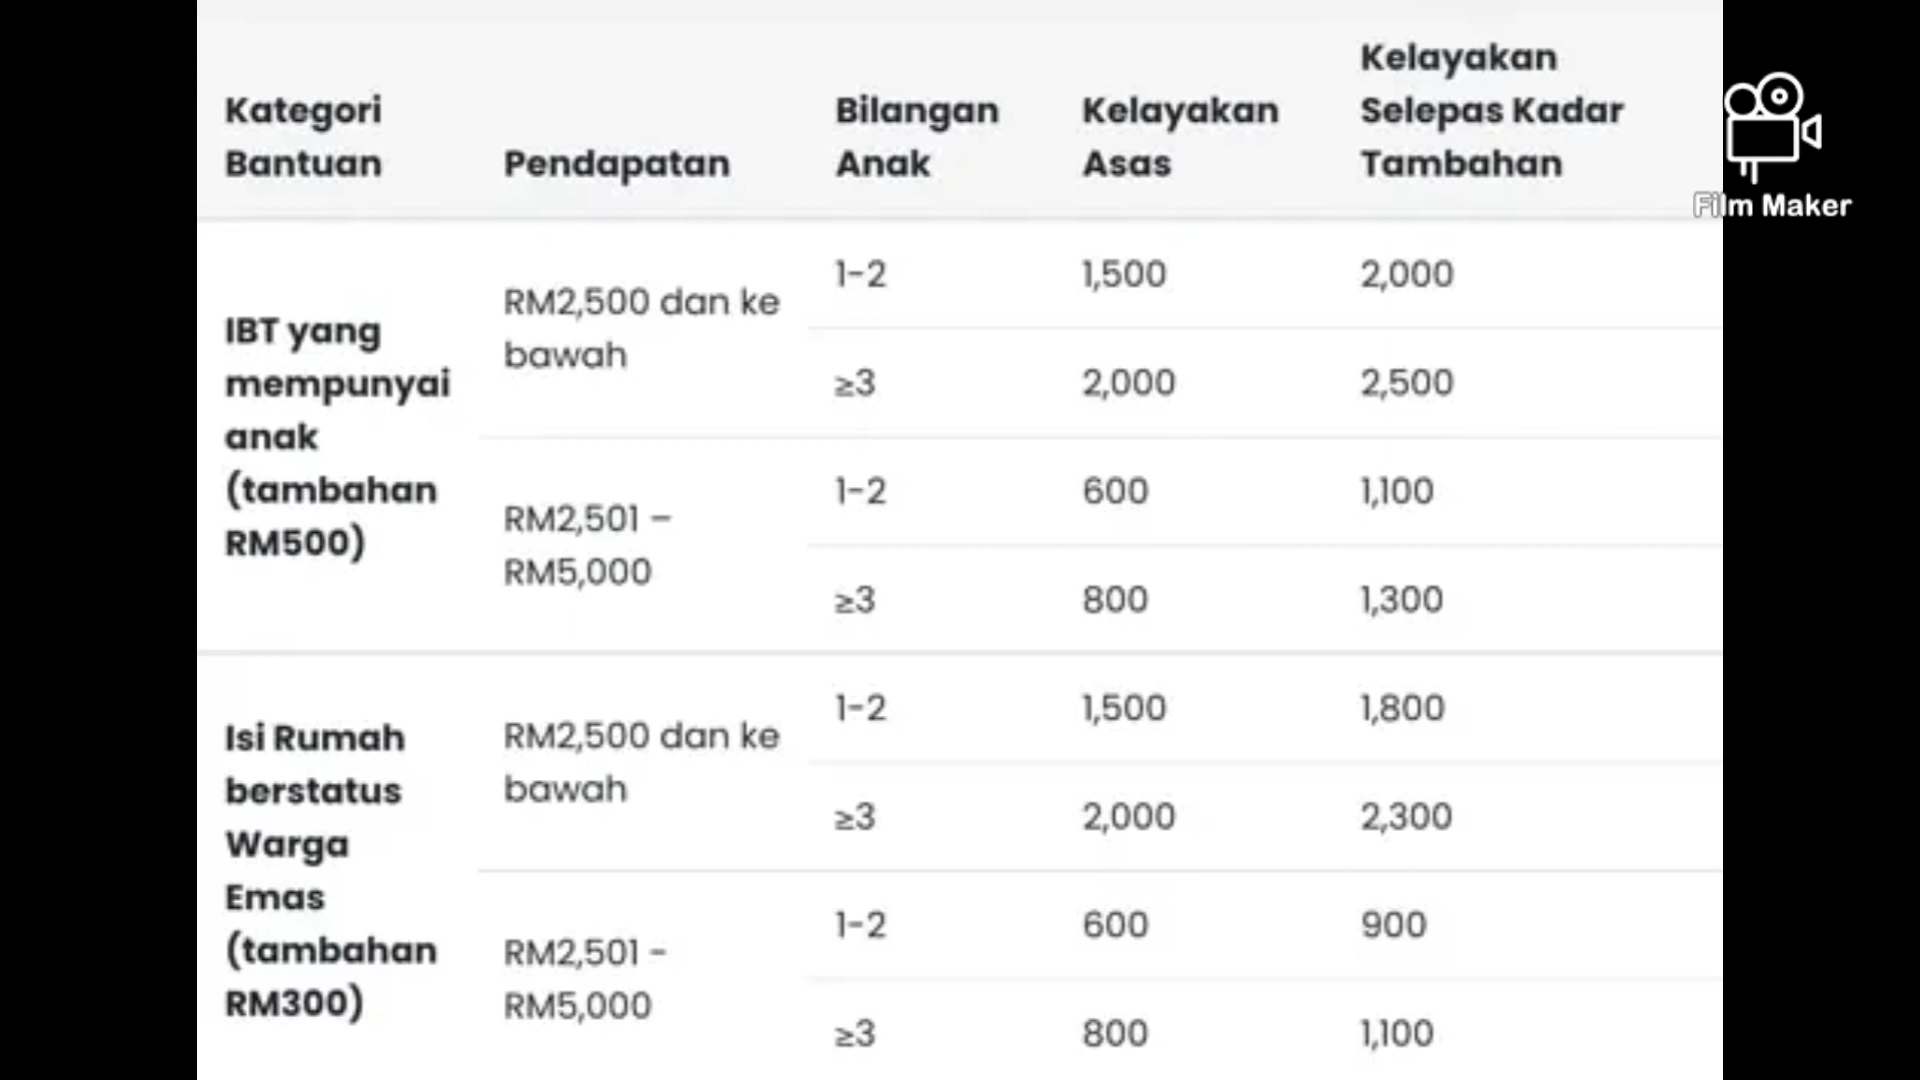 Kategori Bantuan
Pendapatan
Bilangan Anak
Kelayakan Asas
Kelayakan Selepas Kadar Tambahan
Film Maker
IBT yang mempunyai anak (tambahan RM500)
RM2,500 dan ke bawah
1-2 1,500 2,000
≥3 2,000 2,500
RM2,501 – RM5,000
1-2 600 1,100
≥3 800 1,300
Isi Rumah berstatus Warga Emas (tambahan RM300)
RM2,500 dan ke bawah
1-2 1,500 1,800
≥3 2,000 2,300
RM2,501 - RM5,000
1-2 600 900
≥3 800 1,100